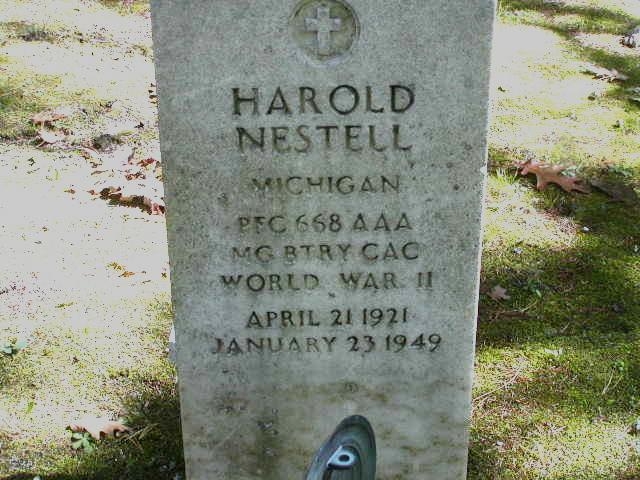 HAROLD
NESTELL
MICHIGAN
PFC 668 AAA
MG BTRY CAC
WORLD WAR II
APRIL 21 1921
JANUARY 23 1949